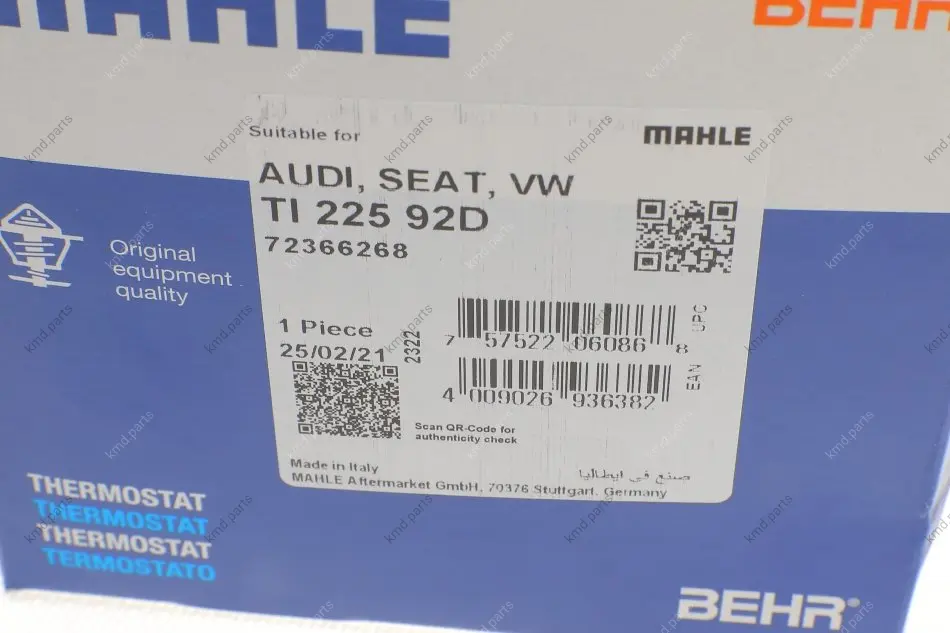 MAHLE
BEHR
Suitable for
MAHLE
AUDI, SEAT, VW
TI 225 92D
72366268
Original
equipment
quality
1 Piece
25/02/21
2322
7 57522 06086 8
UPC
4 009026 936382
EAN
Scan QR-Code for
authenticity check
Made in Italy
صنع في ايطاليا
MAHLE Aftermarket GmbH, 70376 Stuttgart, Germany
THERMOSTAT
THERMOSTAT
THERMOSTAT
TERMOSTATO
BEHR®
kmd.parts